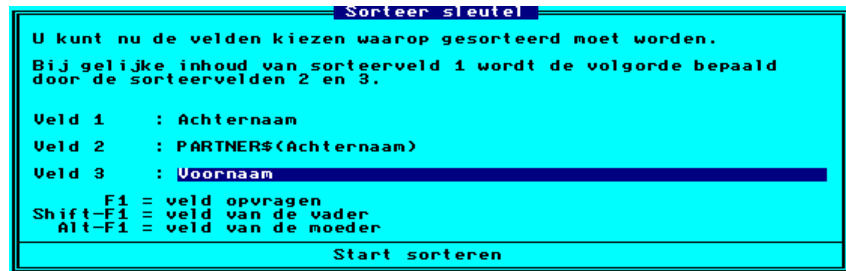 Sorteer sleutel
U kunt nu de velden kiezen waarop gesorteerd moet worden.
Bij gelijke inhoud van sorteerveld 1 wordt de volgorde bepaald
door de sorteervelden 2 en 3.
Veld 1 : Achternaam
Veld 2 : PARTNER$(Achternaam)
Veld 3 : Voornaam
F1 = veld opvragen
Shift-F1 = veld van de vader
Alt-F1 = veld van de moeder
Start sorteren